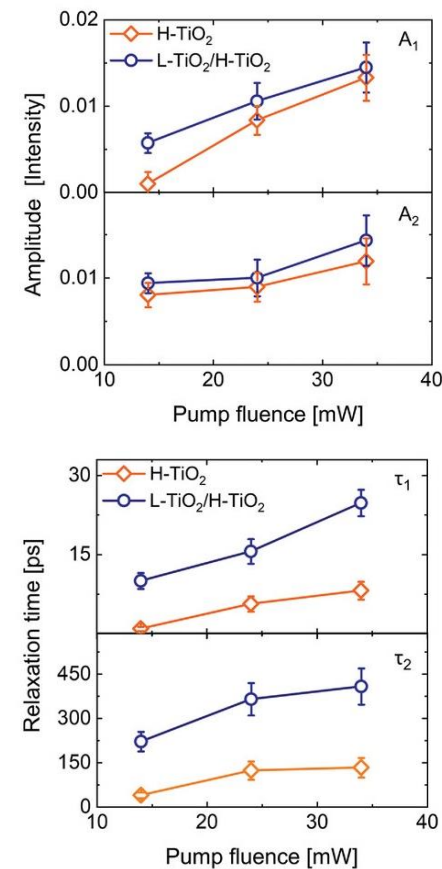 0.02
H-TiO₂
A₁
L-TiO₂/H-TiO₂
0.01
0.00
Amplitude [Intensity]
A₂
0.01
0.00
10 20 30 40
Pump fluence [mW]
30
H-TiO₂
τ₁
L-TiO₂/H-TiO₂
15
Relaxation time [ps]
τ₂
450
300
150
0
10 20 30 40
Pump fluence [mW]